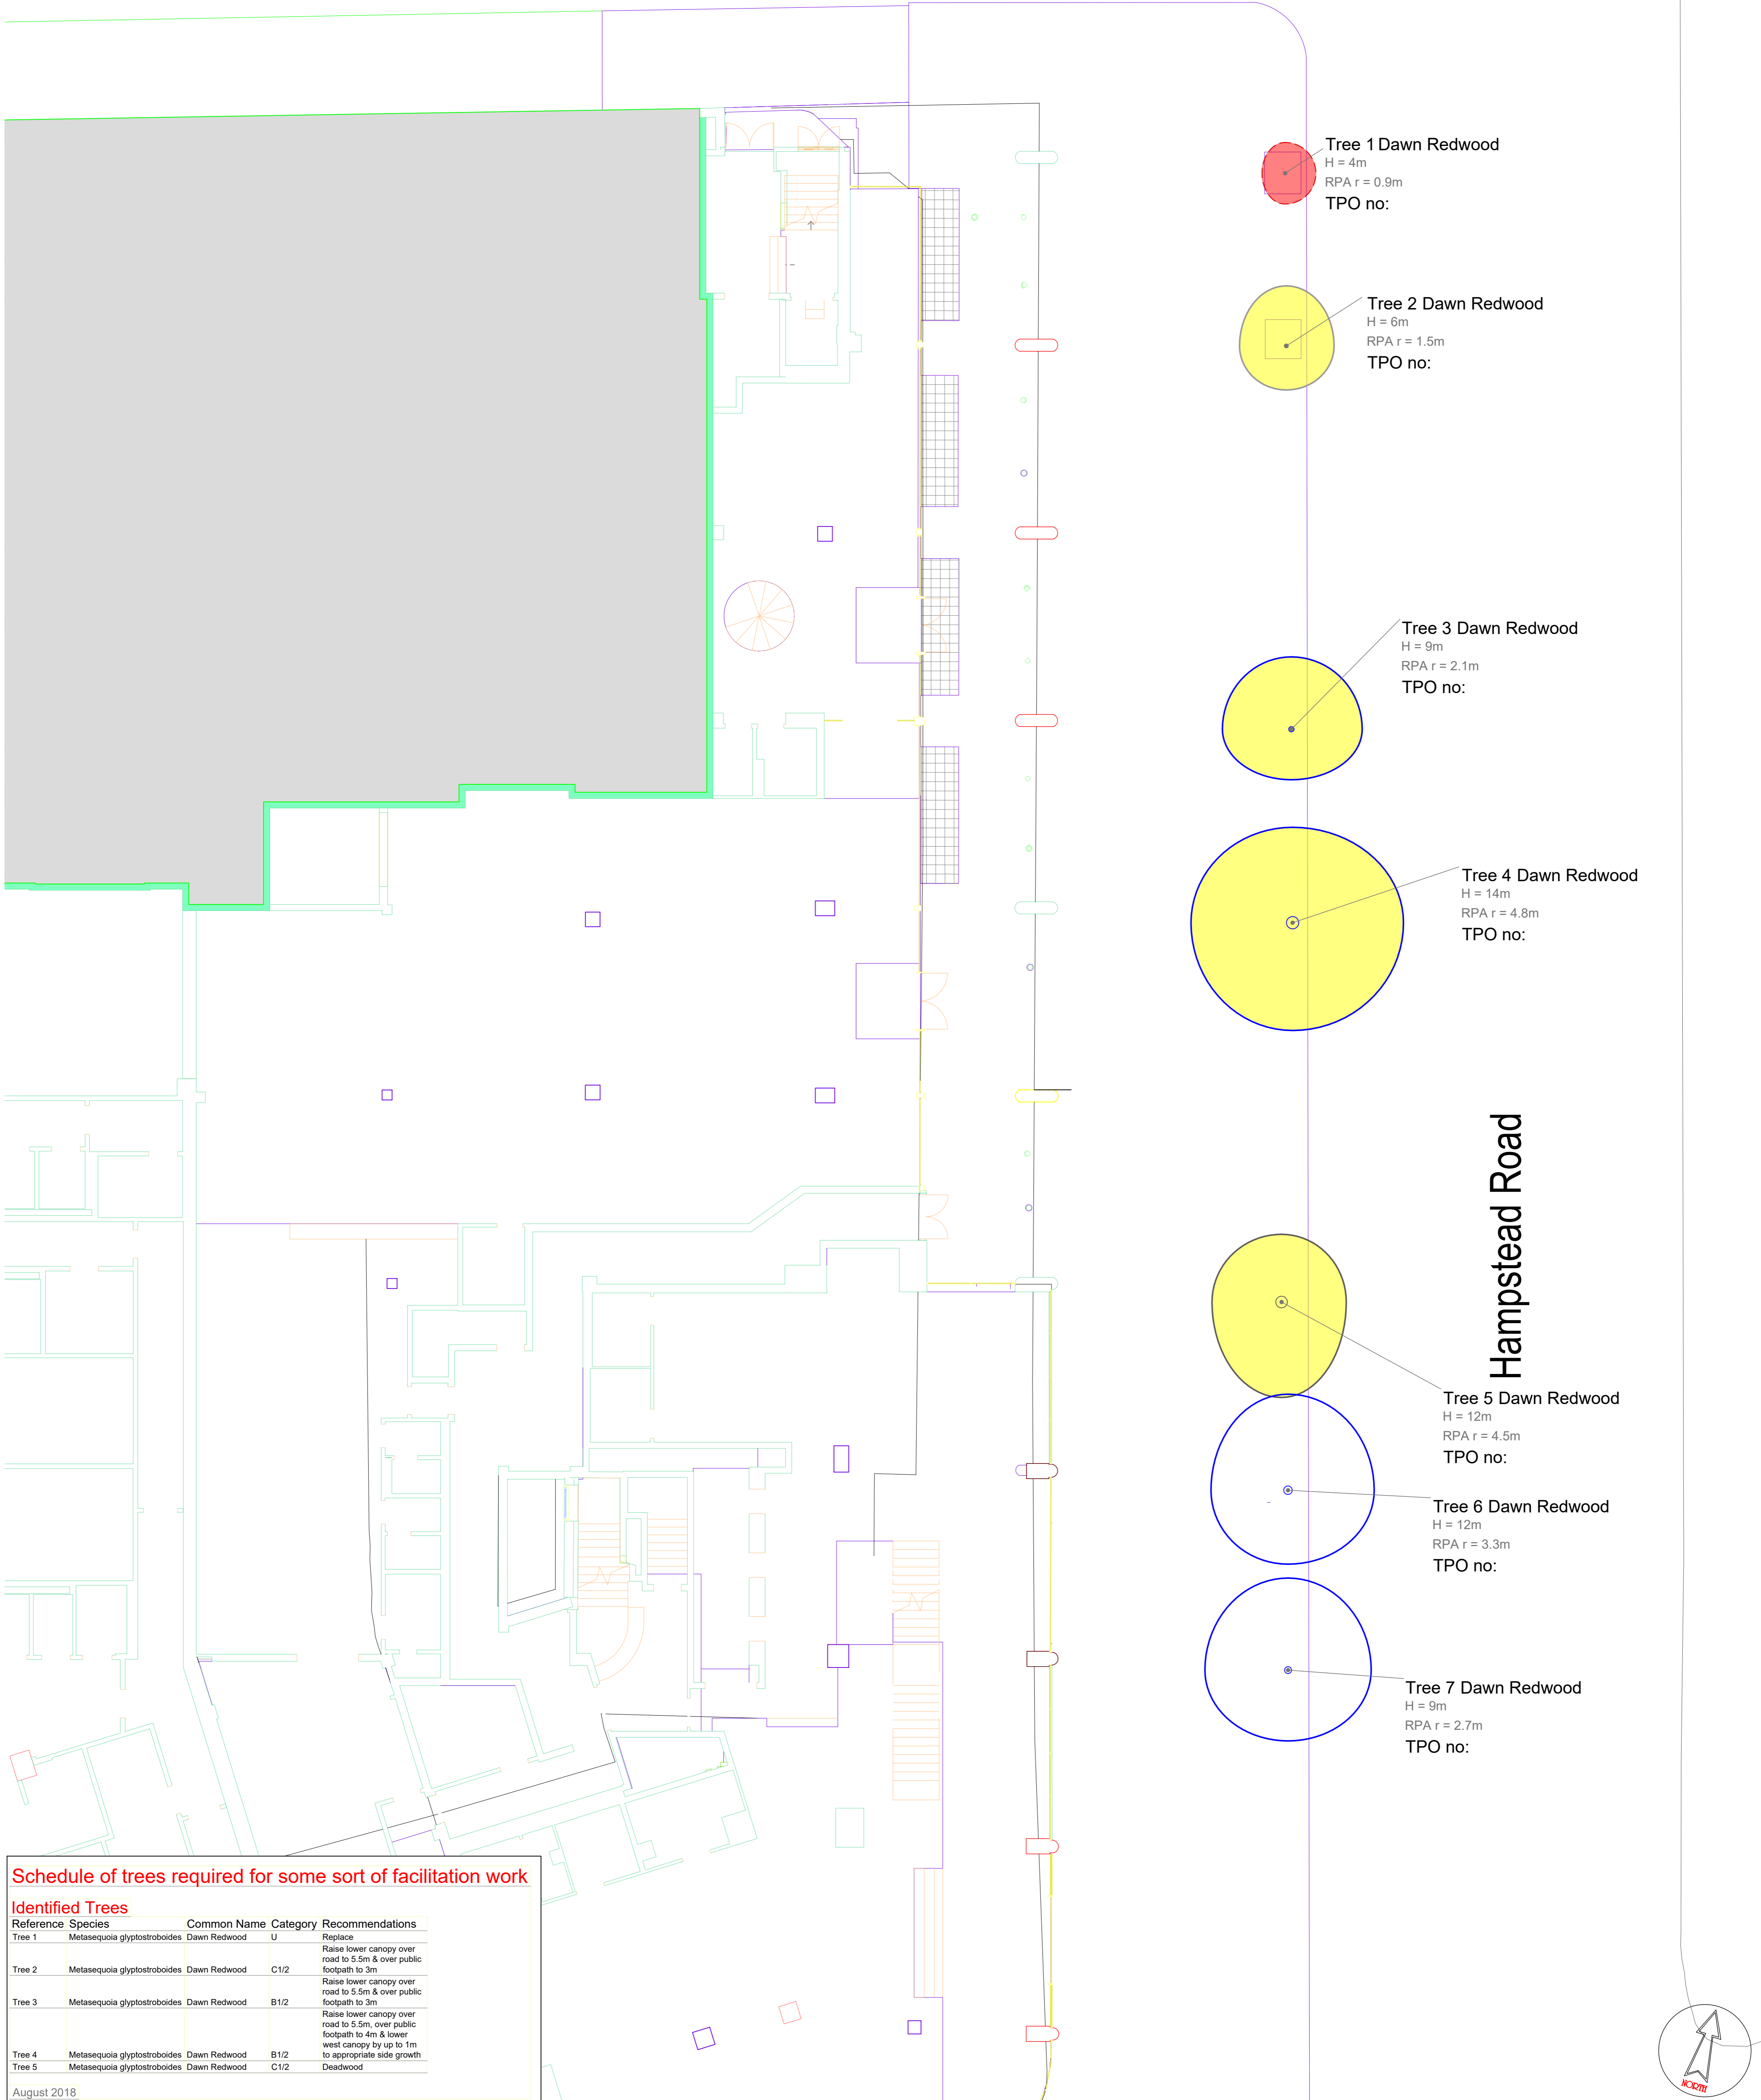 Tree 1 Dawn Redwood
H = 4m
RPA r = 0.9m
TPO no:
Tree 2 Dawn Redwood
H = 6m
RPA r = 1.5m
TPO no:
Tree 3 Dawn Redwood
H = 9m
RPA r = 2.1m
TPO no:
Tree 4 Dawn Redwood
H = 14m
RPA r = 4.8m
TPO no:
Hampstead Road
Tree 5 Dawn Redwood
H = 12m
RPA r = 4.5m
TPO no:
Tree 6 Dawn Redwood
H = 12m
RPA r = 3.3m
TPO no:
Tree 7 Dawn Redwood
H = 9m
RPA r = 2.7m
TPO no:
Schedule of trees required for some sort of facilitation work
Identified Trees
Reference Species Common Name Category Recommendations
Tree 1 Metasequoia glyptostroboides Dawn Redwood U Replace
Raise lower canopy over
road to 5.5m & over public
Tree 2 Metasequoia glyptostroboides Dawn Redwood C1/2 footpath to 3m
Raise lower canopy over
road to 5.5m & over public
Tree 3 Metasequoia glyptostroboides Dawn Redwood B1/2 footpath to 3m
Raise lower canopy over
road to 5.5m, over public
footpath to 4m & lower
west canopy by up to 1m
Tree 4 Metasequoia glyptostroboides Dawn Redwood B1/2 to appropriate side growth
Tree 5 Metasequoia glyptostroboides Dawn Redwood C1/2 Deadwood
August 2018
NORTH